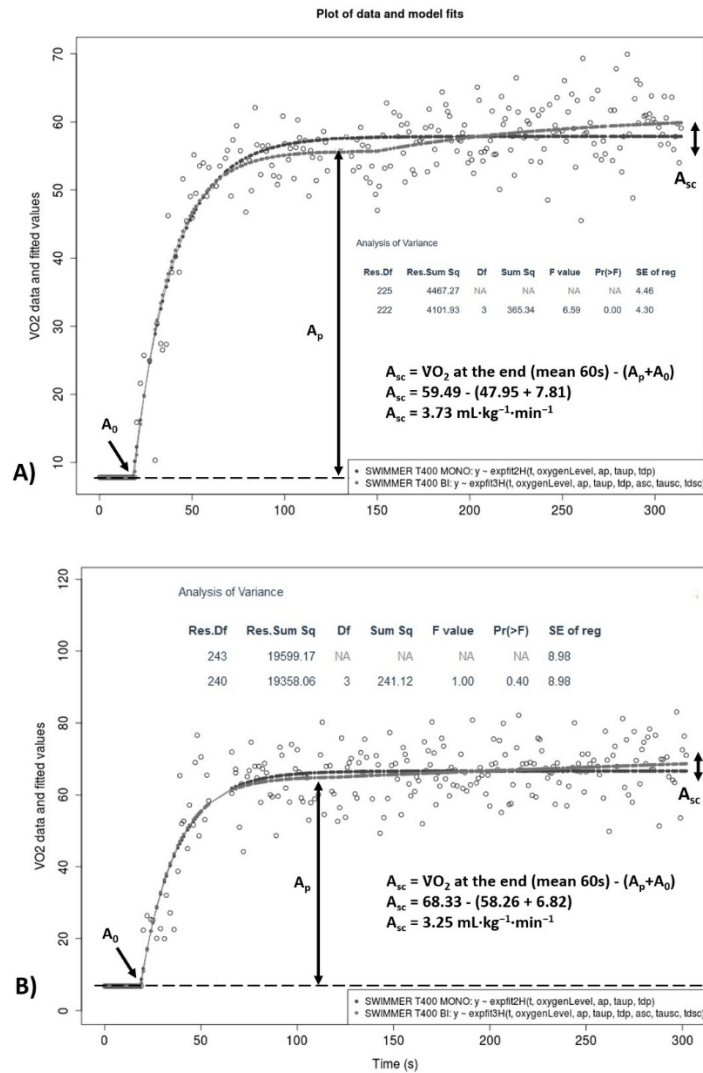 Plot of data and model fits
70
60
50
40
30
20
10
VO2 data and fitted values
A0
Ap
Asc
Analysis of Variance
Res.Df Res.Sum Sq Df Sum Sq F value Pr(>F) SE of reg
225 4467.27 NA NA NA NA 4.46
222 4101.93 3 365.34 6.59 0.00 4.30
Asc = V̇O2 at the end (mean 60s) - (Ap+A0)
Asc = 59.49 - (47.95 + 7.81)
Asc = 3.73 mL·kg⁻¹·min⁻¹
A)
SWIMMER T400 MONO: y ~ expfit2H(t, oxygenLevel, ap, taup, tdp)
SWIMMER T400 BI: y ~ expfit3H(t, oxygenLevel, ap, taup, tdp, asc, tausc, tdsc)
0 50 100 150 200 250 300
120
100
80
60
40
20
0
VO2 data and fitted values
Analysis of Variance
Res.Df Res.Sum Sq Df Sum Sq F value Pr(>F) SE of reg
243 19599.17 NA NA NA NA 8.98
240 19358.06 3 241.12 1.00 0.40 8.98
Asc
Ap
A0
Asc = V̇O2 at the end (mean 60s) - (Ap+A0)
Asc = 68.33 - (58.26 + 6.82)
Asc = 3.25 mL·kg⁻¹·min⁻¹
B)
SWIMMER T400 MONO: y ~ expfit2H(t, oxygenLevel, ap, taup, tdp)
SWIMMER T400 BI: y ~ expfit3H(t, oxygenLevel, ap, taup, tdp, asc, tausc, tdsc)
0 50 100 150 200 250 300
Time (s)